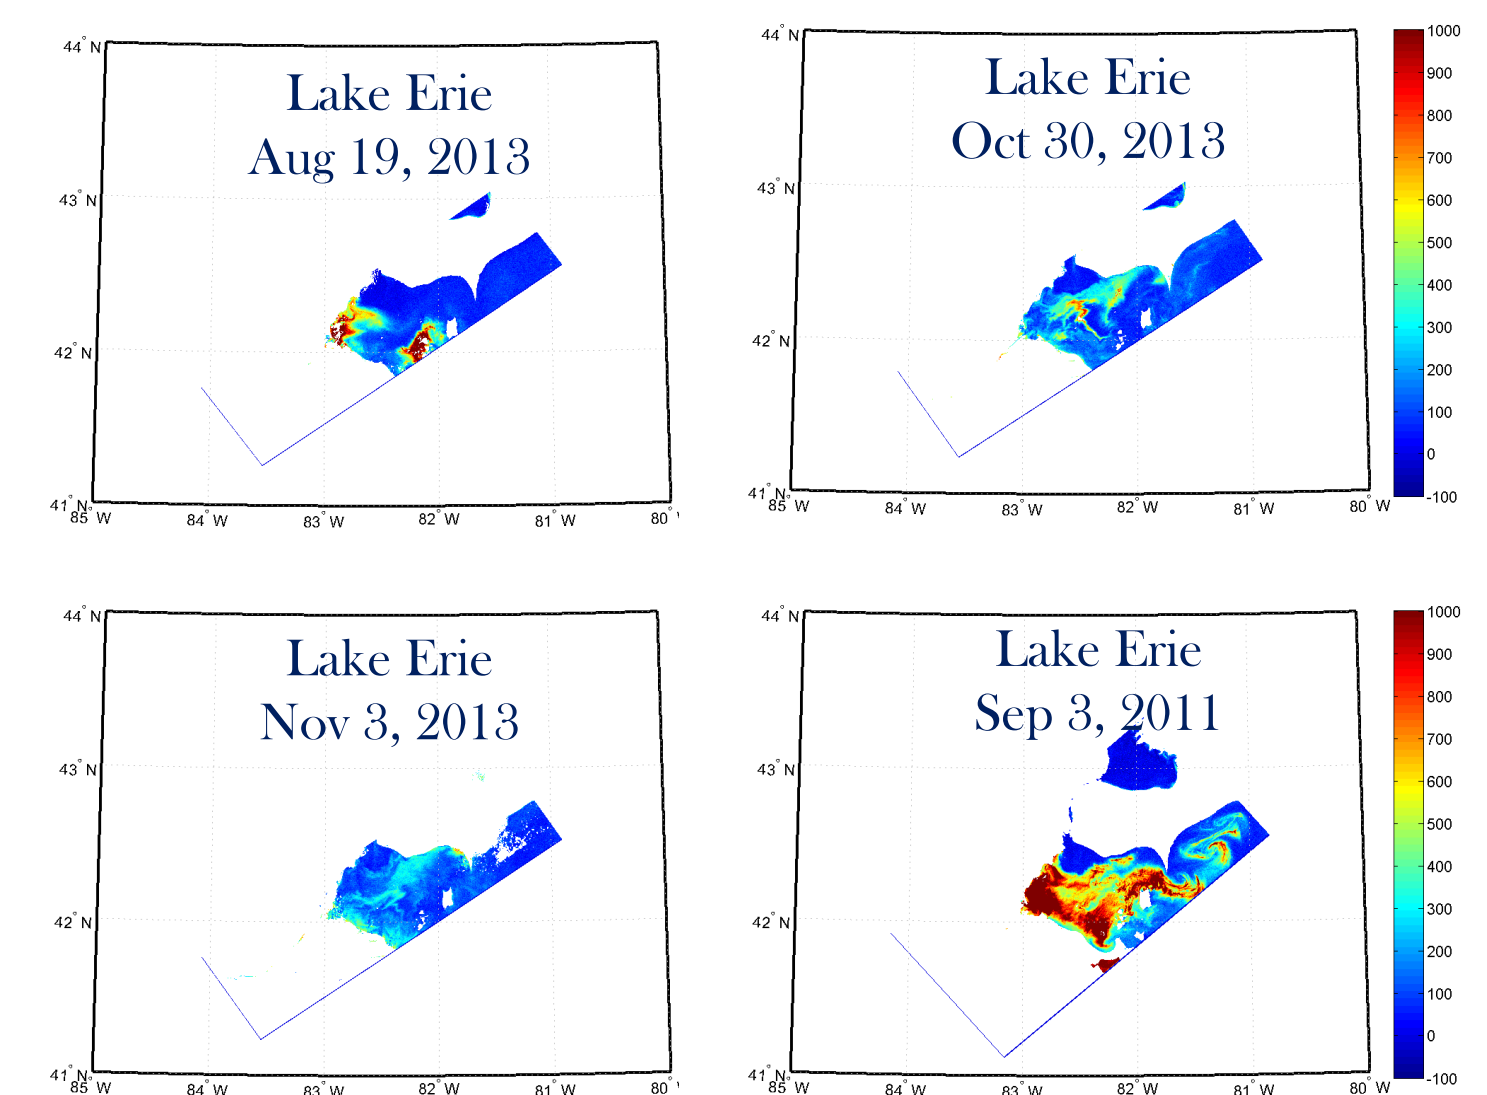 44° N
43° N
42° N
41° N
85° W
84° W
83° W
82° W
81° W
80°
Lake Erie
Aug 19, 2013
44° N
43° N
42° N
41° N
85° W
84° W
83° W
82° W
81° W
80° W
Lake Erie
Oct 30, 2013
1000
900
800
700
600
500
400
300
200
100
0
-100
44° N
43° N
42° N
41° N
85° W
84° W
83° W
82° W
81° W
80°
Lake Erie
Nov 3, 2013
44° N
43° N
42° N
41° N
85° W
84° W
83° W
82° W
81° W
80° W
Lake Erie
Sep 3, 2011
1000
900
800
700
600
500
400
300
200
100
0
-100